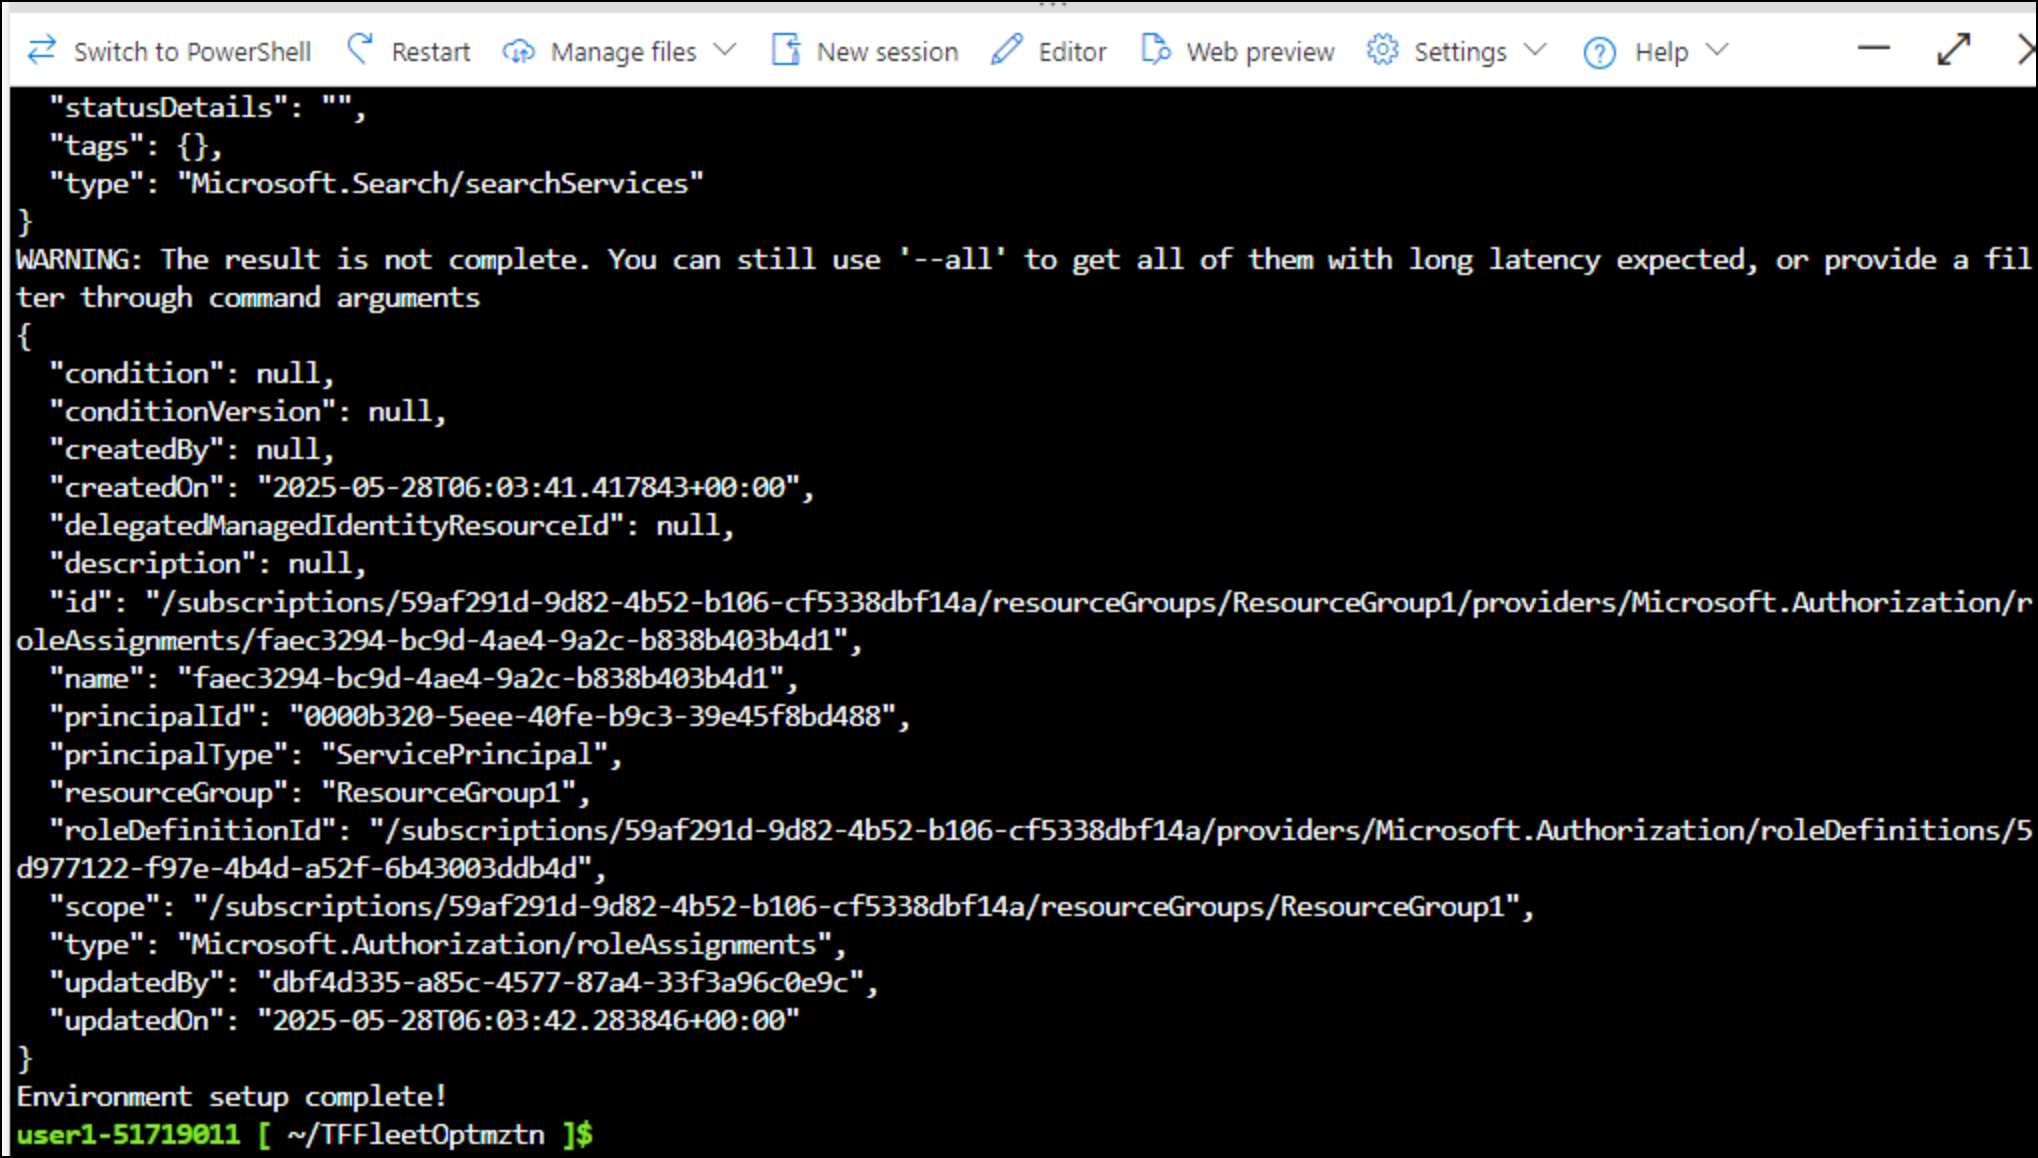 Switch to PowerShell Restart Manage files New session Editor Web preview Settings Help
"statusDetails": "",
"tags": {},
"type": "Microsoft.Search/searchServices"
}
WARNING: The result is not complete. You can still use '--all' to get all of them with long latency expected, or provide a fil
ter through command arguments
{
"condition": null,
"conditionVersion": null,
"createdBy": null,
"createdOn": "2025-05-28T06:03:41.417843+00:00",
"delegatedManagedIdentityResourceId": null,
"description": null,
"id": "/subscriptions/59af291d-9d82-4b52-b106-cf5338dbf14a/resourceGroups/ResourceGroup1/providers/Microsoft.Authorization/r
oleAssignments/faec3294-bc9d-4ae4-9a2c-b838b403b4d1",
"name": "faec3294-bc9d-4ae4-9a2c-b838b403b4d1",
"principalId": "0000b320-5eee-40fe-b9c3-39e45f8bd488",
"principalType": "ServicePrincipal",
"resourceGroup": "ResourceGroup1",
"roleDefinitionId": "/subscriptions/59af291d-9d82-4b52-b106-cf5338dbf14a/providers/Microsoft.Authorization/roleDefinitions/5
d977122-f97e-4b4d-a52f-6b43003ddb4d",
"scope": "/subscriptions/59af291d-9d82-4b52-b106-cf5338dbf14a/resourceGroups/ResourceGroup1",
"type": "Microsoft.Authorization/roleAssignments",
"updatedBy": "dbf4d335-a85c-4577-87a4-33f3a96c0e9c",
"updatedOn": "2025-05-28T06:03:42.283846+00:00"
}
Environment setup complete!
user1-51719011 [ ~/TFFleetOptmztn ]$